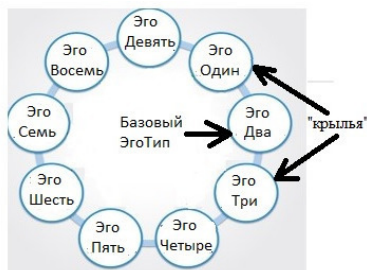 Эго
Девять
Эго
Восемь
Эго
Один
Эго
Семь
Базовый
ЭгоТип
Эго
Два
"крылья"
Эго
Шесть
Эго
Три
Эго
Пять
Эго
Четыре